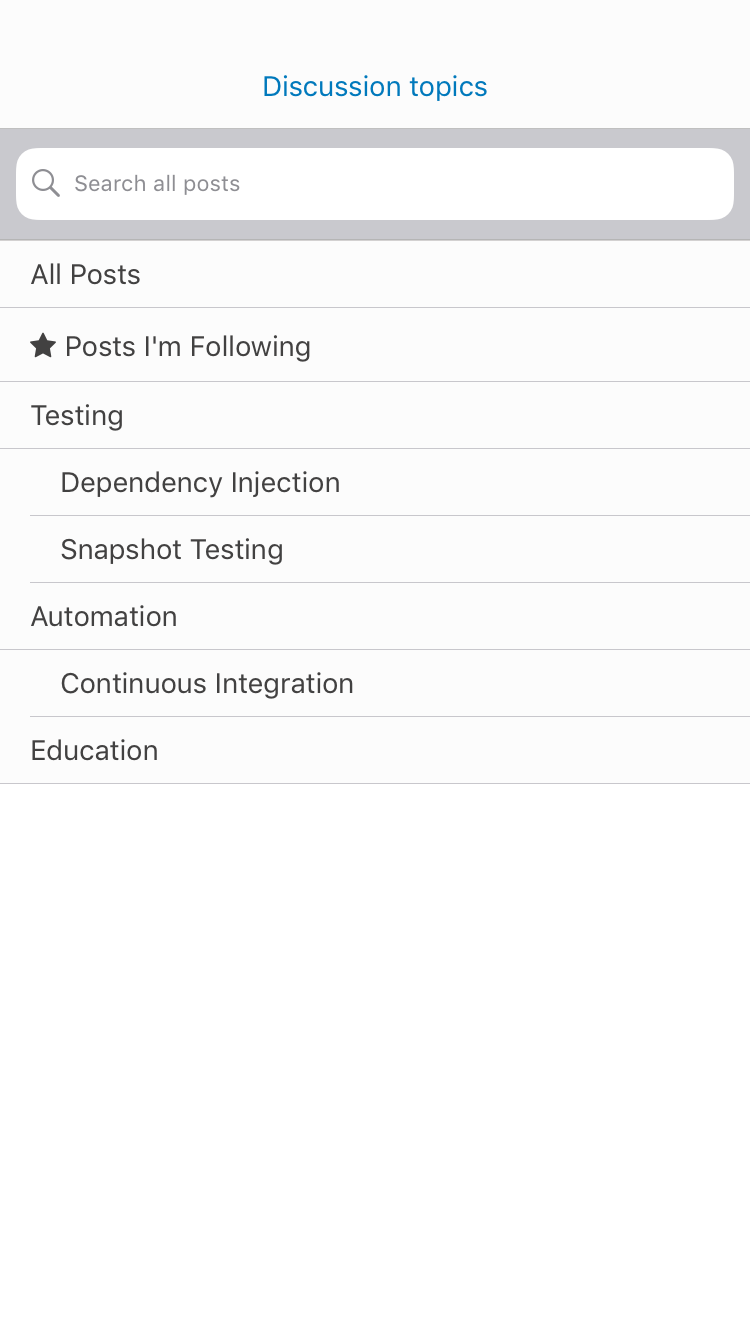 Discussion topics
Search all posts
All Posts
Posts I'm Following
Testing
Dependency Injection
Snapshot Testing
Automation
Continuous Integration
Education